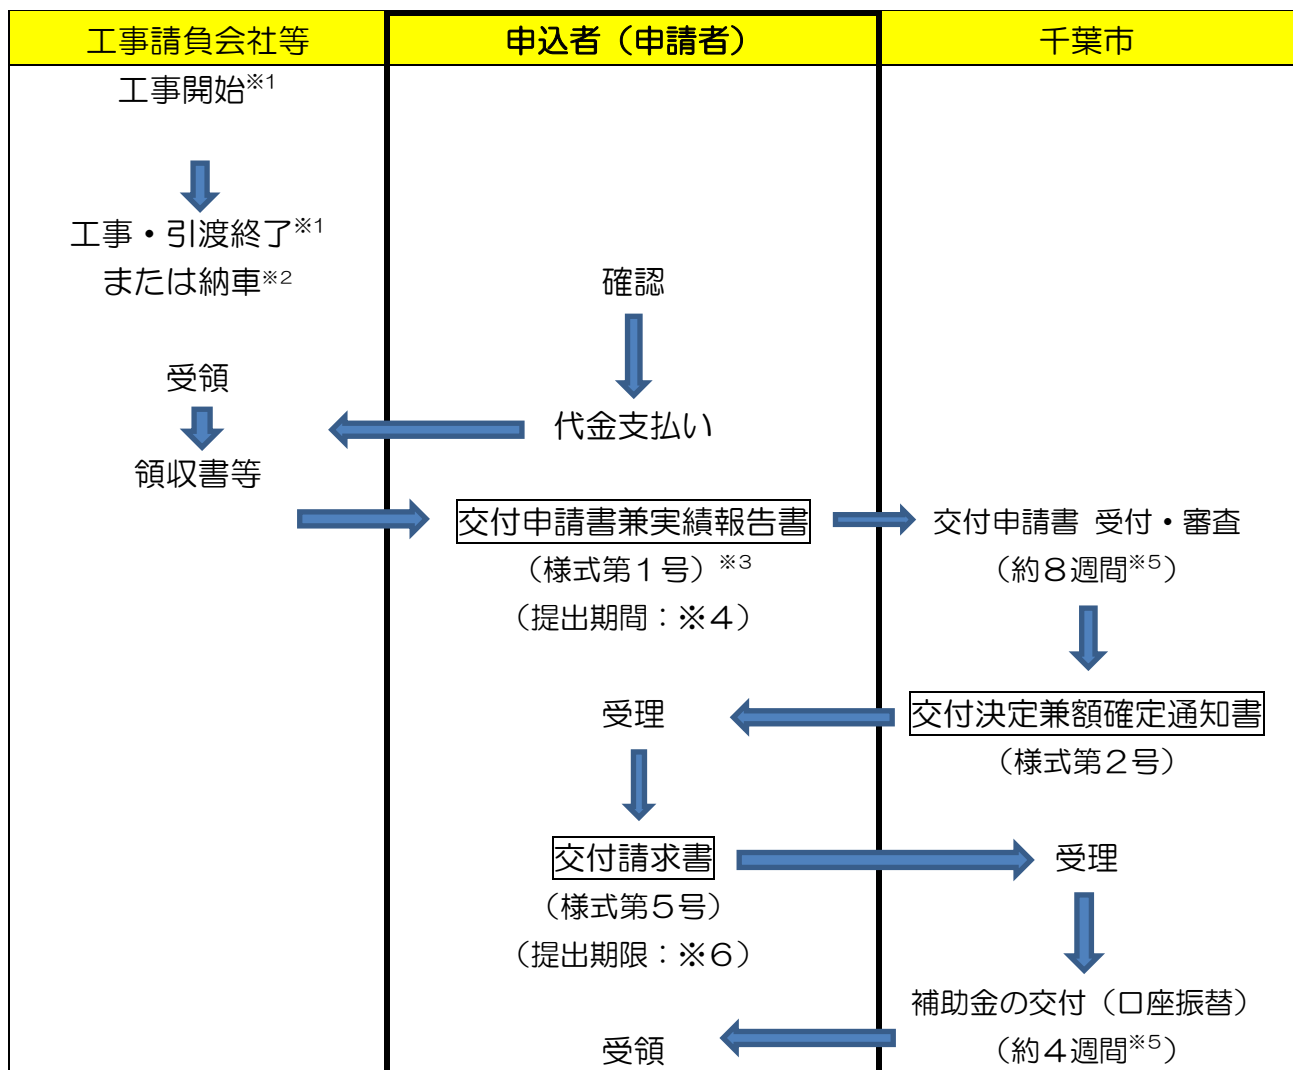 工事請負会社等
申込者（申請者）
千葉市
工事開始※1
工事・引渡終了※1
または納車※2
確認
受領
代金支払い
領収書等
交付申請書兼実績報告書
（様式第１号）※3
（提出期間：※４）
交付申請書 受付・審査
（約８週間※5）
受理
交付決定兼額確定通知書
（様式第２号）
交付請求書
（様式第５号）
（提出期限：※６）
受理
補助金の交付（口座振替）
（約４週間※5）
受領